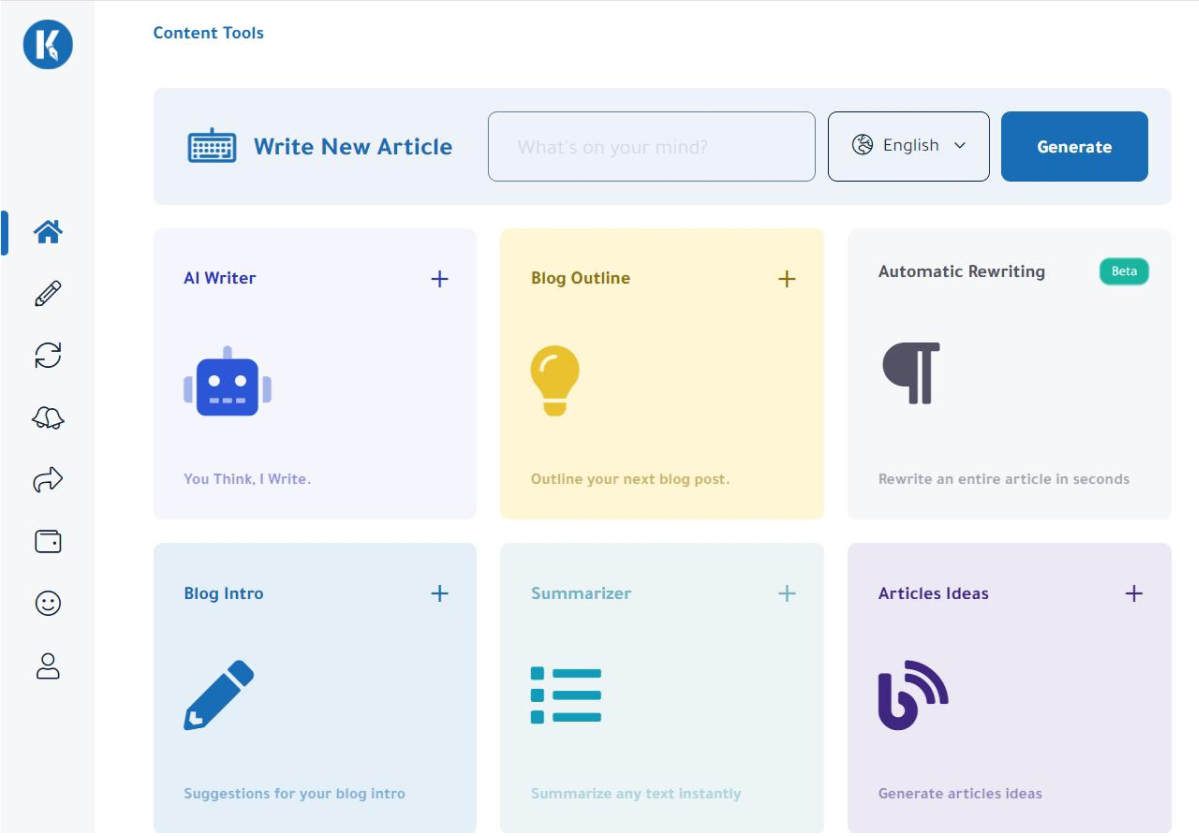 K
Content Tools
Write New Article
What's on your mind?
English
Generate
AI Writer
Blog Outline
Automatic Rewriting
Beta
You Think, I Write.
Outline your next blog post.
Rewrite an entire article in seconds
Blog Intro
Summarizer
Articles Ideas
Suggestions for your blog intro
Summarize any text instantly
Generate articles ideas